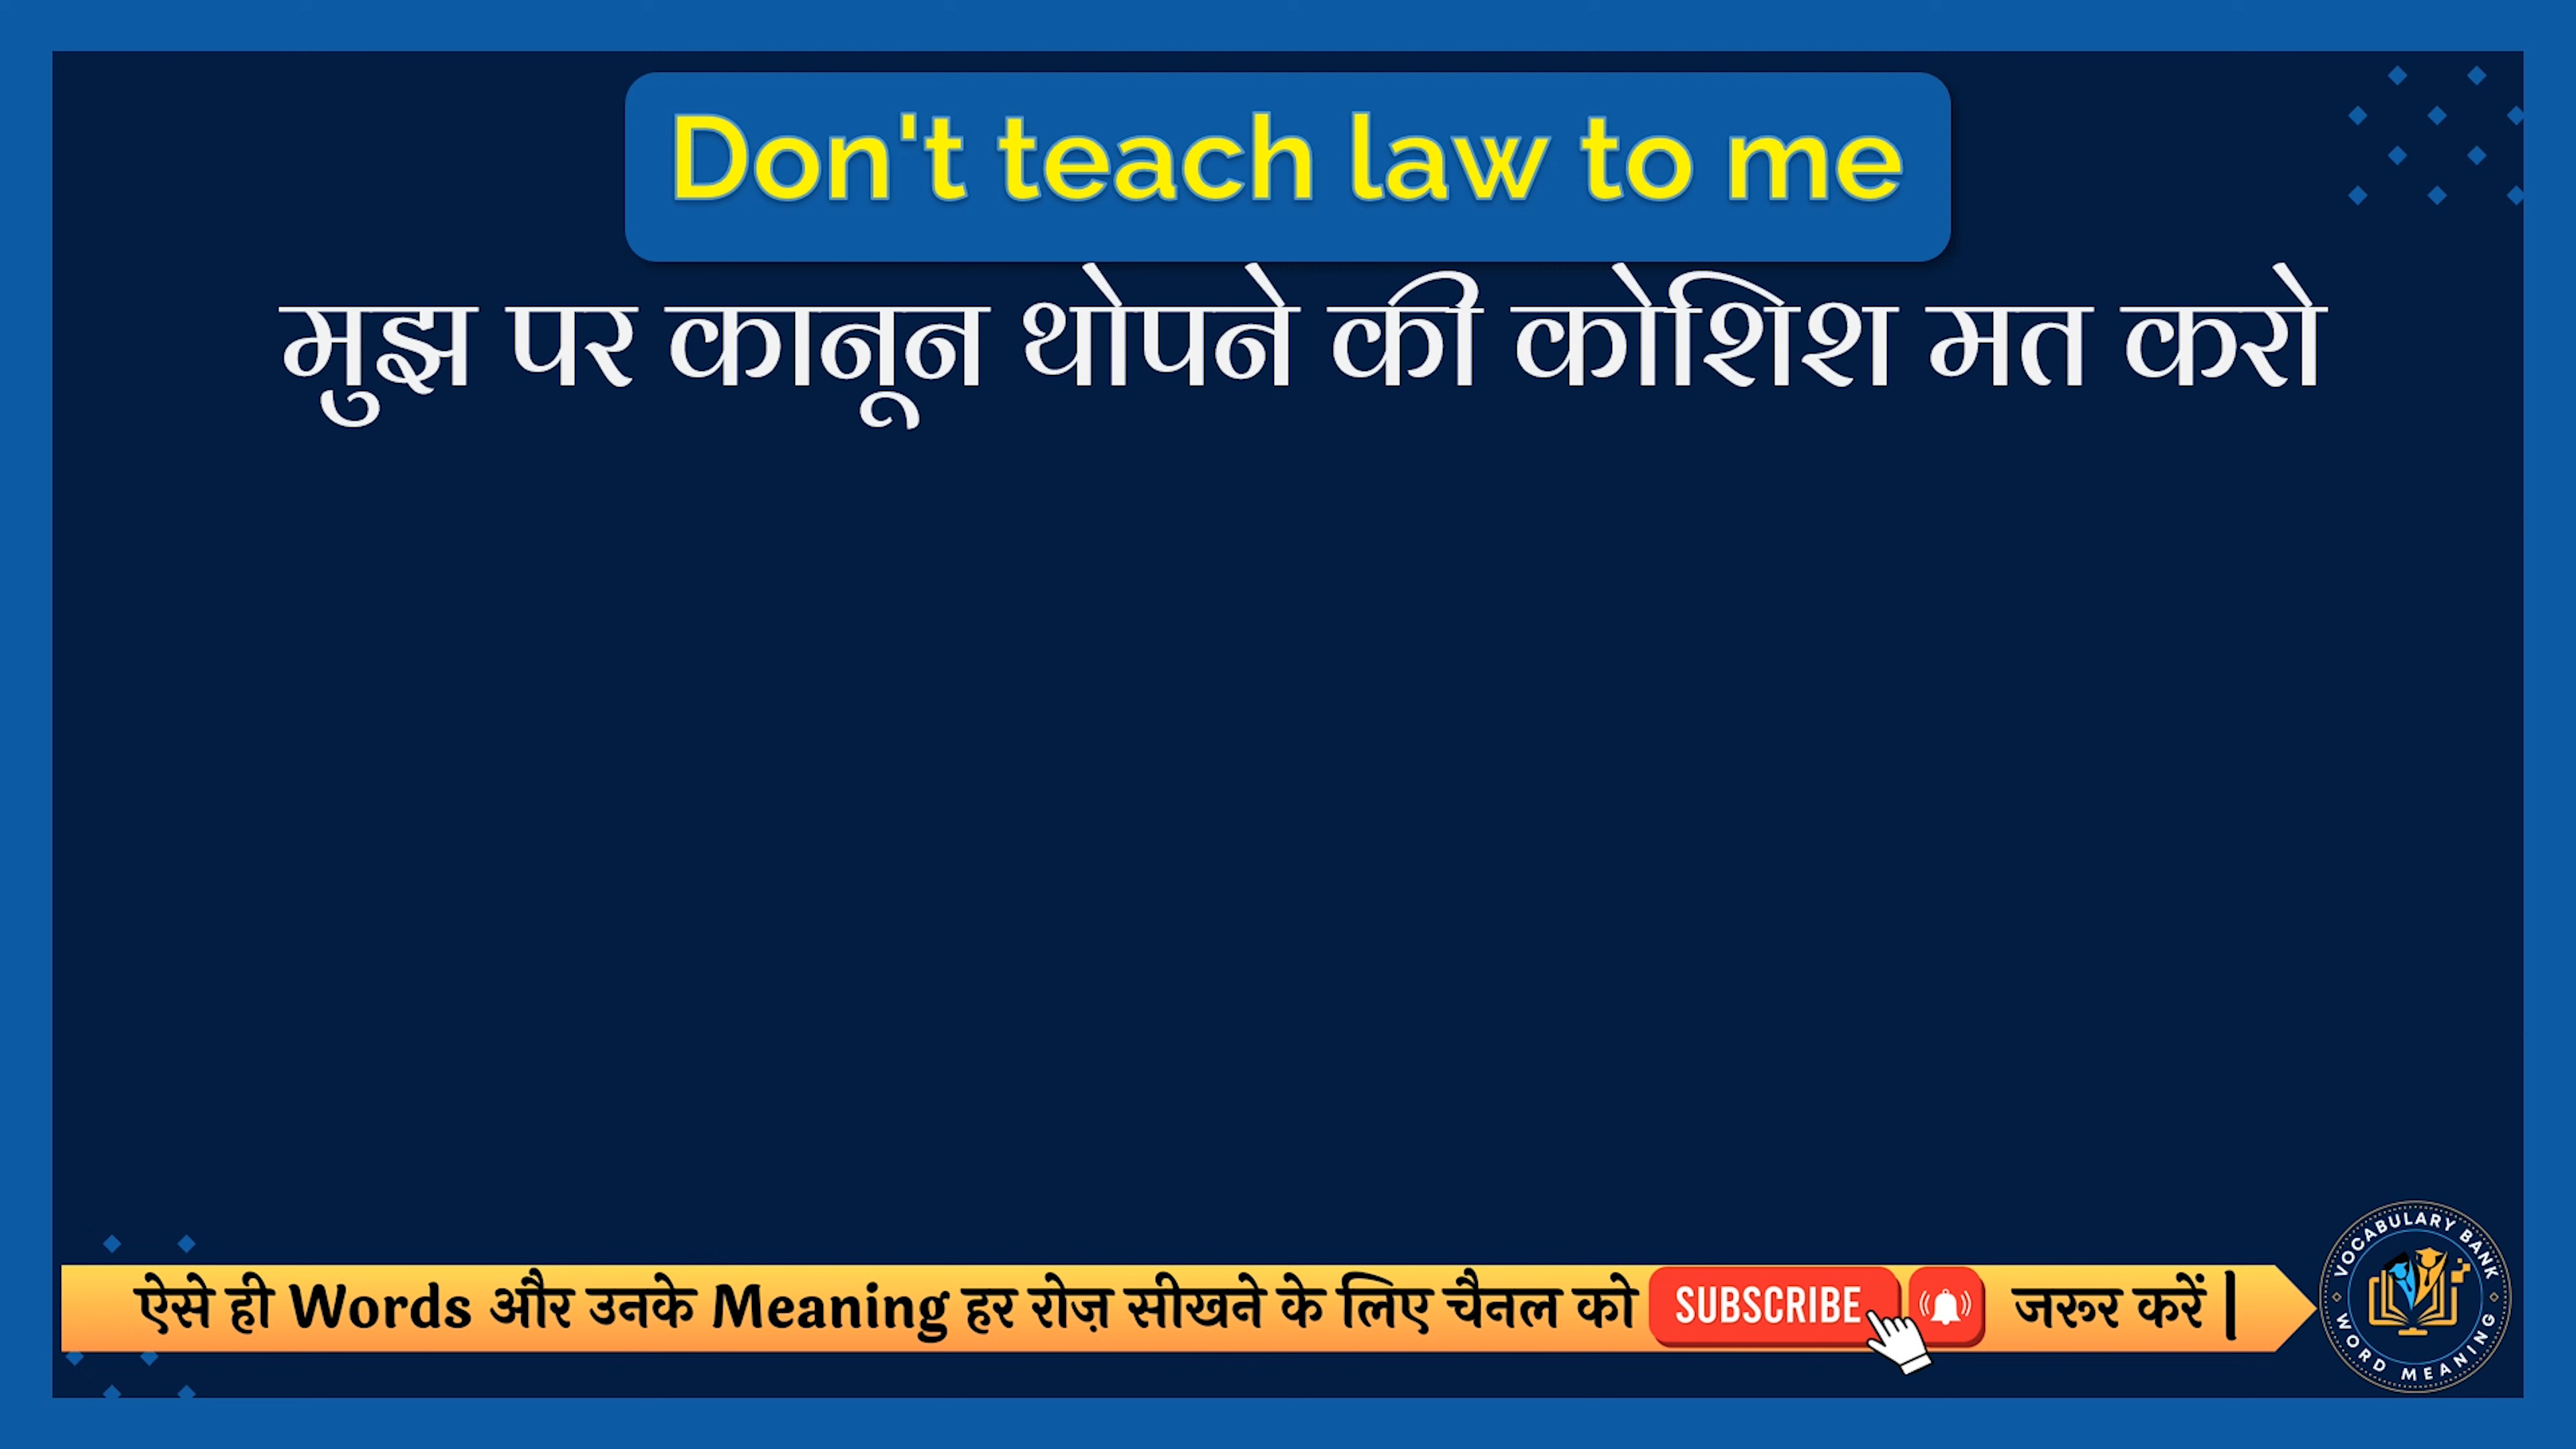 Don't teach law to me
मुझ पर कानून थोपने की कोशिश मत करो
ऐसे ही Words और उनके Meaning हर रोज़ सीखने के लिए चैनल को SUBSCRIBE जरूर करें |
VOCABULARY BANK
WORD MEANING